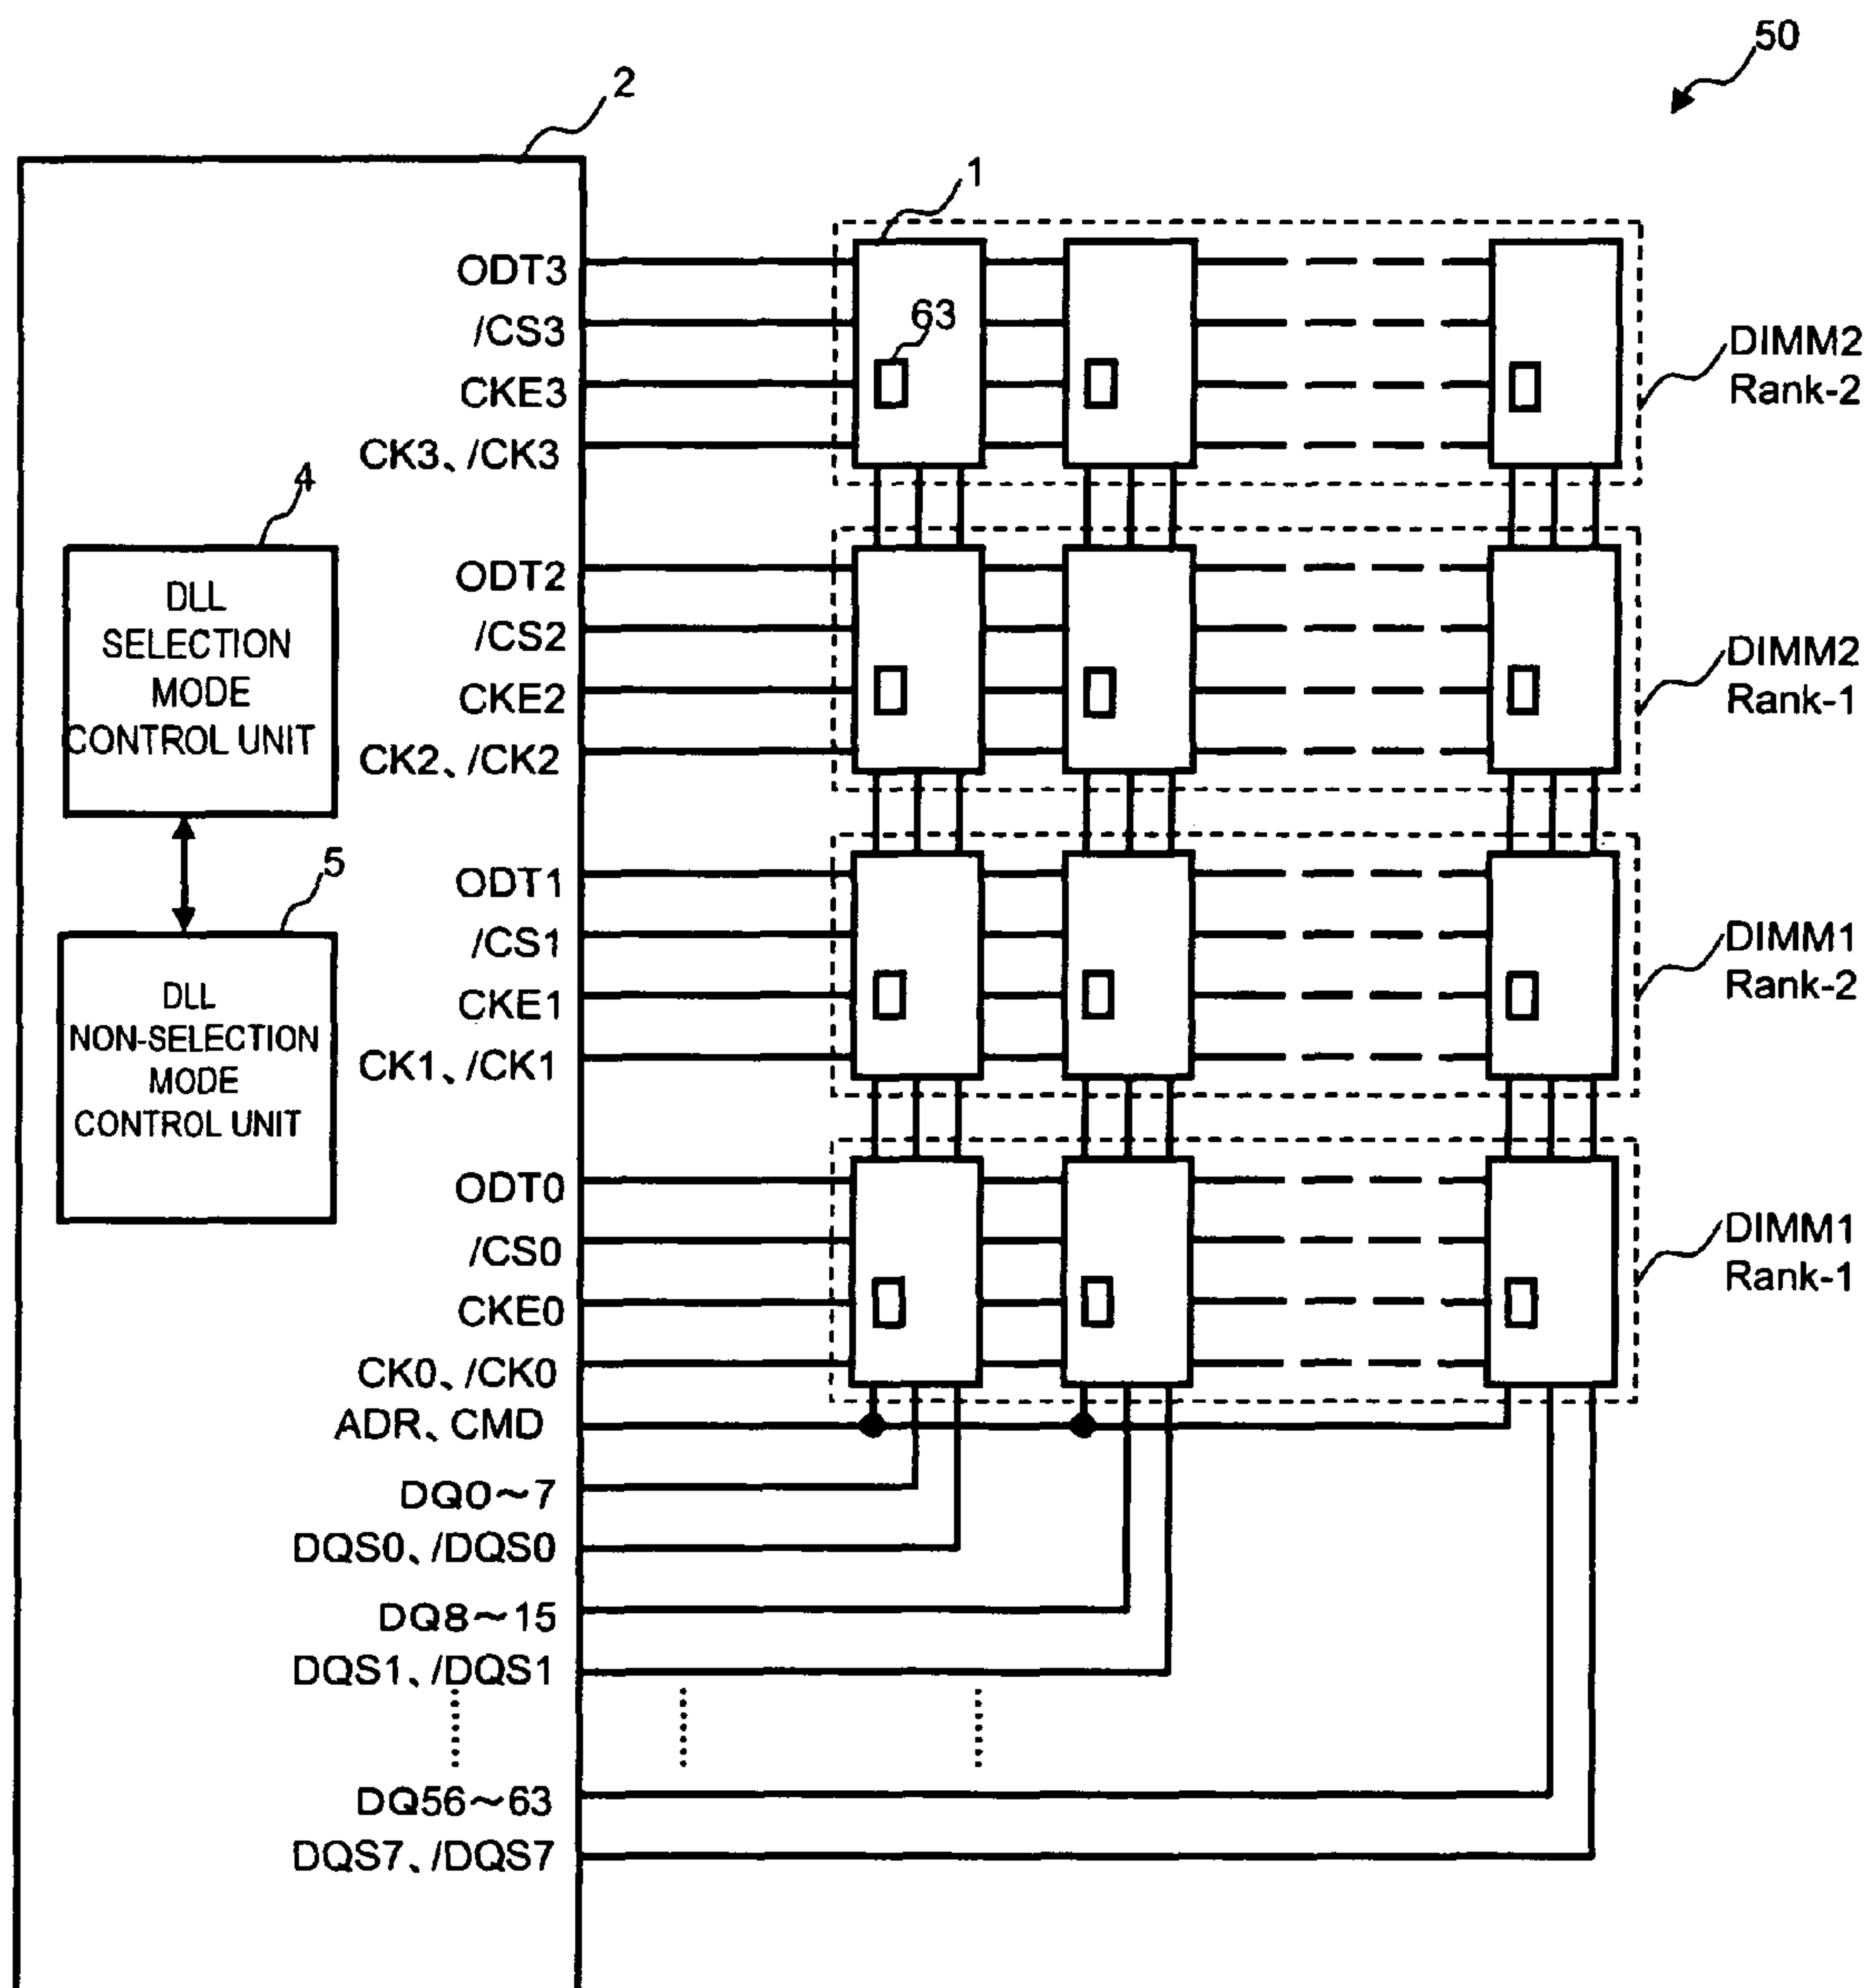 50
2
1
ODT3
/CS3
63
CKE3
CK3、/CK3
DIMM2
Rank-2
4
DLL
SELECTION
MODE
CONTROL UNIT
ODT2
/CS2
CKE2
CK2、/CK2
DIMM2
Rank-1
5
DLL
NON-SELECTION
MODE
CONTROL UNIT
ODT1
/CS1
CKE1
CK1、/CK1
DIMM1
Rank-2
ODT0
/CS0
CKE0
CK0、/CK0
DIMM1
Rank-1
ADR、CMD
DQ0～7
DQS0、/DQS0
DQ8～15
DQS1、/DQS1
DQ56～63
DQS7、/DQS7